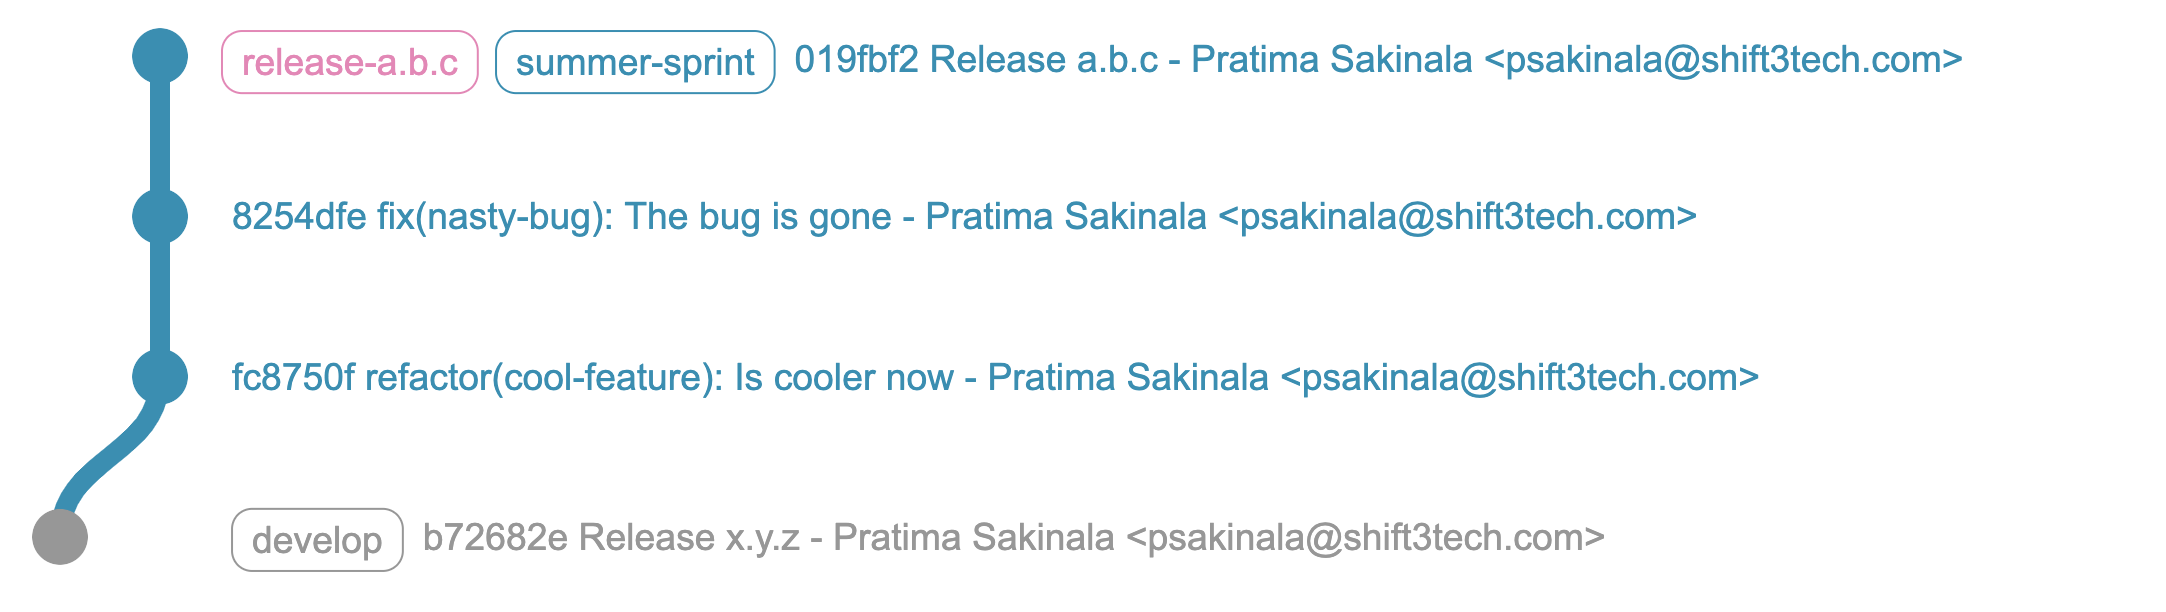 release-a.b.c summer-sprint 019fbf2 Release a.b.c - Pratima Sakinala <psakinala@shift3tech.com>
8254dfe fix(nasty-bug): The bug is gone - Pratima Sakinala <psakinala@shift3tech.com>
fc8750f refactor(cool-feature): Is cooler now - Pratima Sakinala <psakinala@shift3tech.com>
develop b72682e Release x.y.z - Pratima Sakinala <psakinala@shift3tech.com>